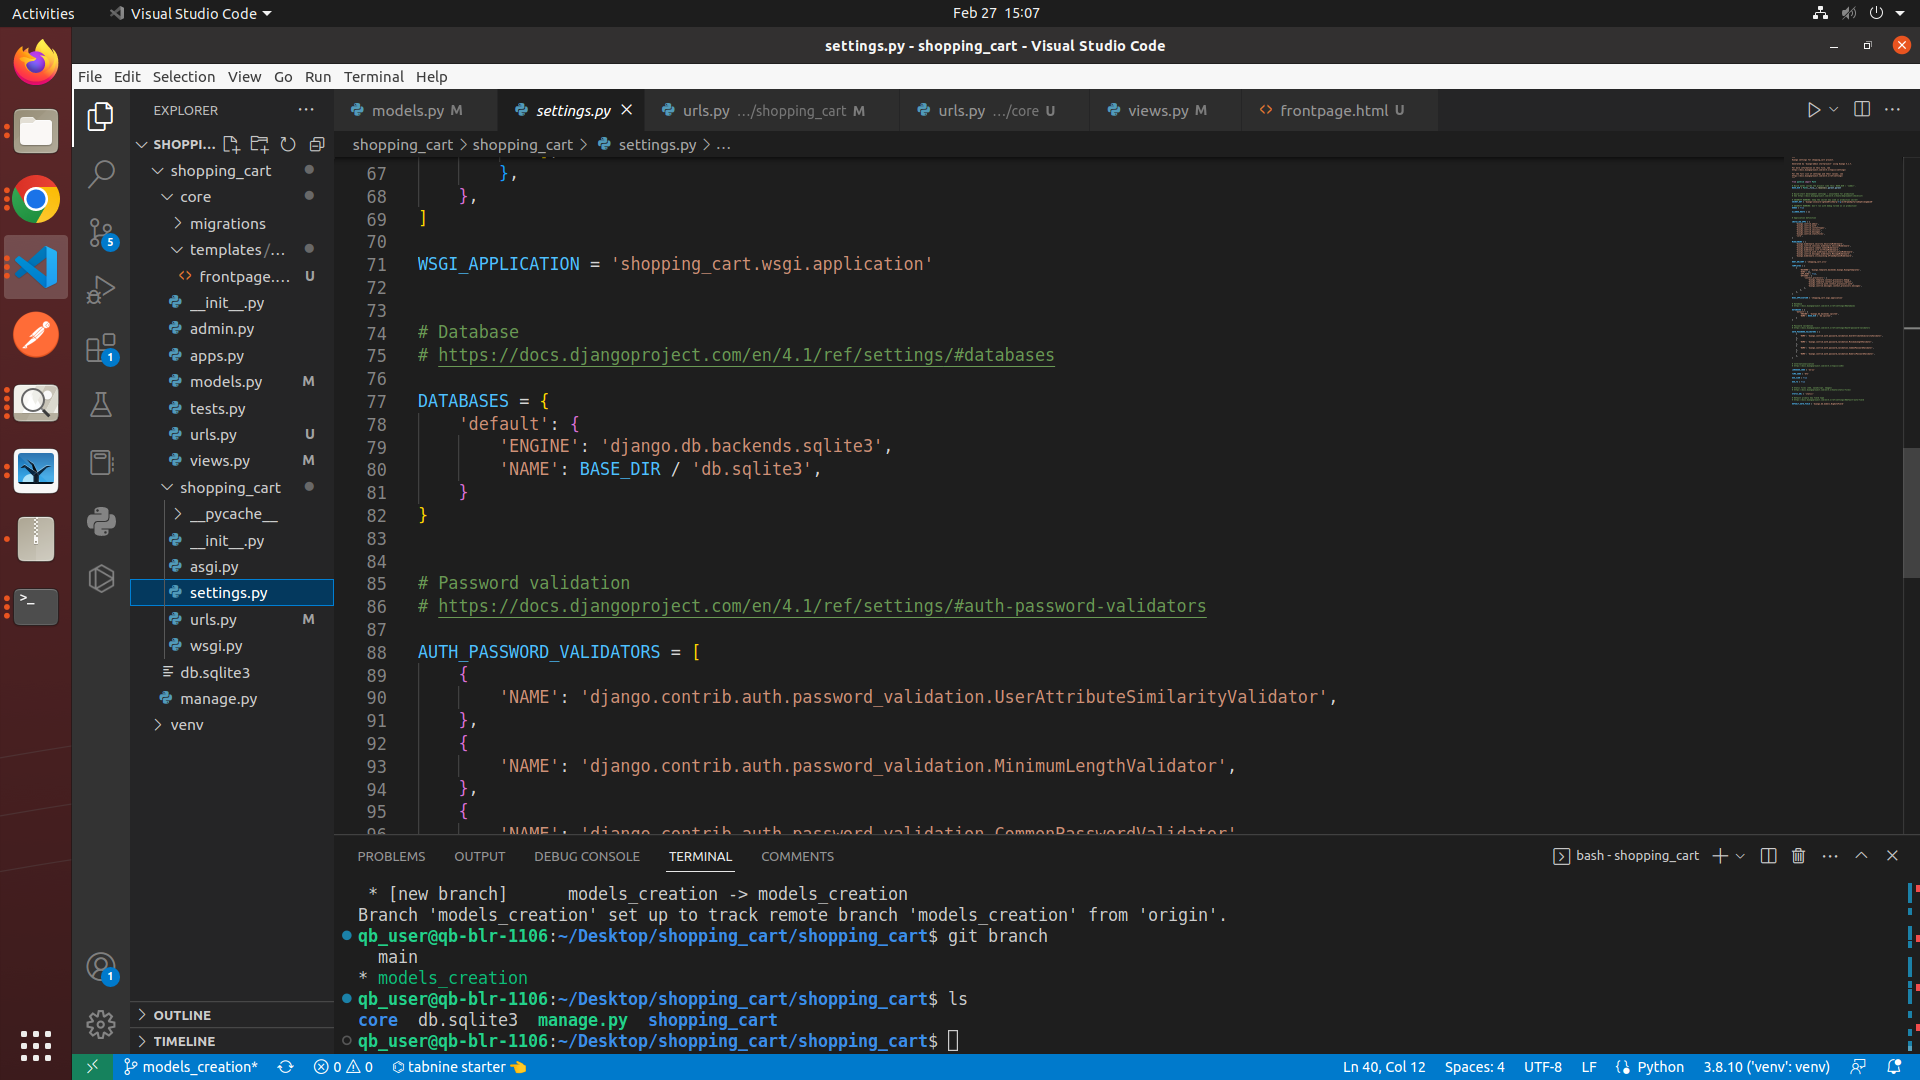 Activities
Visual Studio Code
Feb 27 15:07
settings.py - shopping_cart - Visual Studio Code
File Edit Selection View Go Run Terminal Help
EXPLORER
models.py M
settings.py
urls.py .../shopping_cart M
urls.py .../core U
views.py M
frontpage.html U
SHOPPI...
shopping_cart > shopping_cart > settings.py > ...
shopping_cart
core
migrations
templates/...
frontpage.... U
__init__.py
admin.py
apps.py
models.py M
tests.py
urls.py U
views.py M
shopping_cart
__pycache__
__init__.py
asgi.py
settings.py
urls.py M
wsgi.py
db.sqlite3
manage.py
venv
OUTLINE
TIMELINE
5
1
1
67 },
68 },
69 ]
70
71 WSGI_APPLICATION = 'shopping_cart.wsgi.application'
72
73
74 # Database
75 # https://docs.djangoproject.com/en/4.1/ref/settings/#databases
76
77 DATABASES = {
78 'default': {
79 'ENGINE': 'django.db.backends.sqlite3',
80 'NAME': BASE_DIR / 'db.sqlite3',
81 }
82 }
83
84
85 # Password validation
86 # https://docs.djangoproject.com/en/4.1/ref/settings/#auth-password-validators
87
88 AUTH_PASSWORD_VALIDATORS = [
89 {
90 'NAME': 'django.contrib.auth.password_validation.UserAttributeSimilarityValidator',
91 },
92 {
93 'NAME': 'django.contrib.auth.password_validation.MinimumLengthValidator',
94 },
95 {
96 'NAME': 'django.contrib.auth.password_validation.CommonPasswordValidator'
PROBLEMS OUTPUT DEBUG CONSOLE TERMINAL COMMENTS
bash - shopping_cart
* [new branch] models_creation -> models_creation
Branch 'models_creation' set up to track remote branch 'models_creation' from 'origin'.
qb_user@qb-blr-1106:~/Desktop/shopping_cart/shopping_cart$ git branch
main
* models_creation
qb_user@qb-blr-1106:~/Desktop/shopping_cart/shopping_cart$ ls
core db.sqlite3 manage.py shopping_cart
qb_user@qb-blr-1106:~/Desktop/shopping_cart/shopping_cart$
models_creation* 0 0 tabnine starter
Ln 40, Col 12 Spaces: 4 UTF-8 LF Python 3.8.10 ('venv': venv)